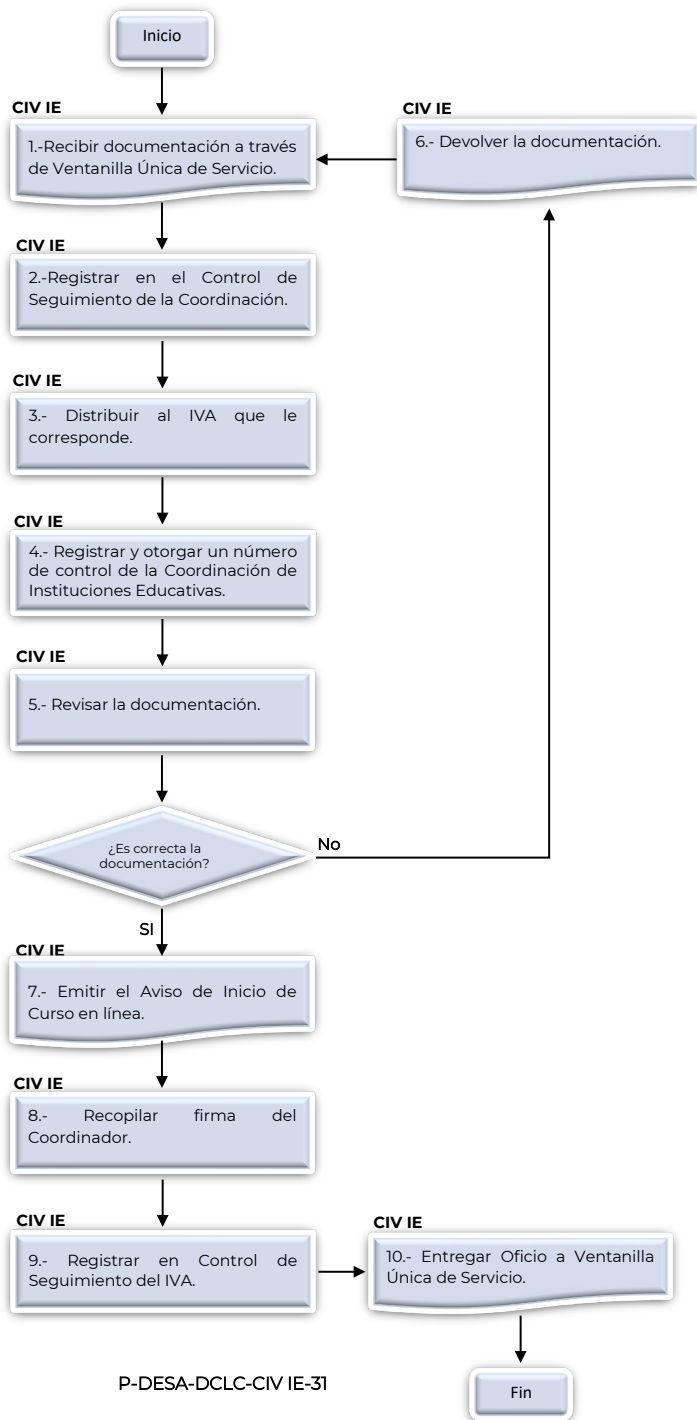 Inicio
CIV IE
1.-Recibir documentación a través
de Ventanilla Única de Servicio.
CIV IE
6.- Devolver la documentación.
CIV IE
2.-Registrar en el Control de
Seguimiento de la Coordinación.
CIV IE
3.- Distribuir al IVA que le
corresponde.
CIV IE
4.- Registrar y otorgar un número
de control de la Coordinación de
Instituciones Educativas.
CIV IE
5.- Revisar la documentación.
¿Es correcta la
documentación?
No
SI
CIV IE
7.- Emitir el Aviso de Inicio de
Curso en línea.
CIV IE
8.- Recopilar firma del
Coordinador.
CIV IE
9.- Registrar en Control de
Seguimiento del IVA.
CIV IE
10.- Entregar Oficio a Ventanilla
Única de Servicio.
P-DESA-DCLC-CIV IE-31
Fin